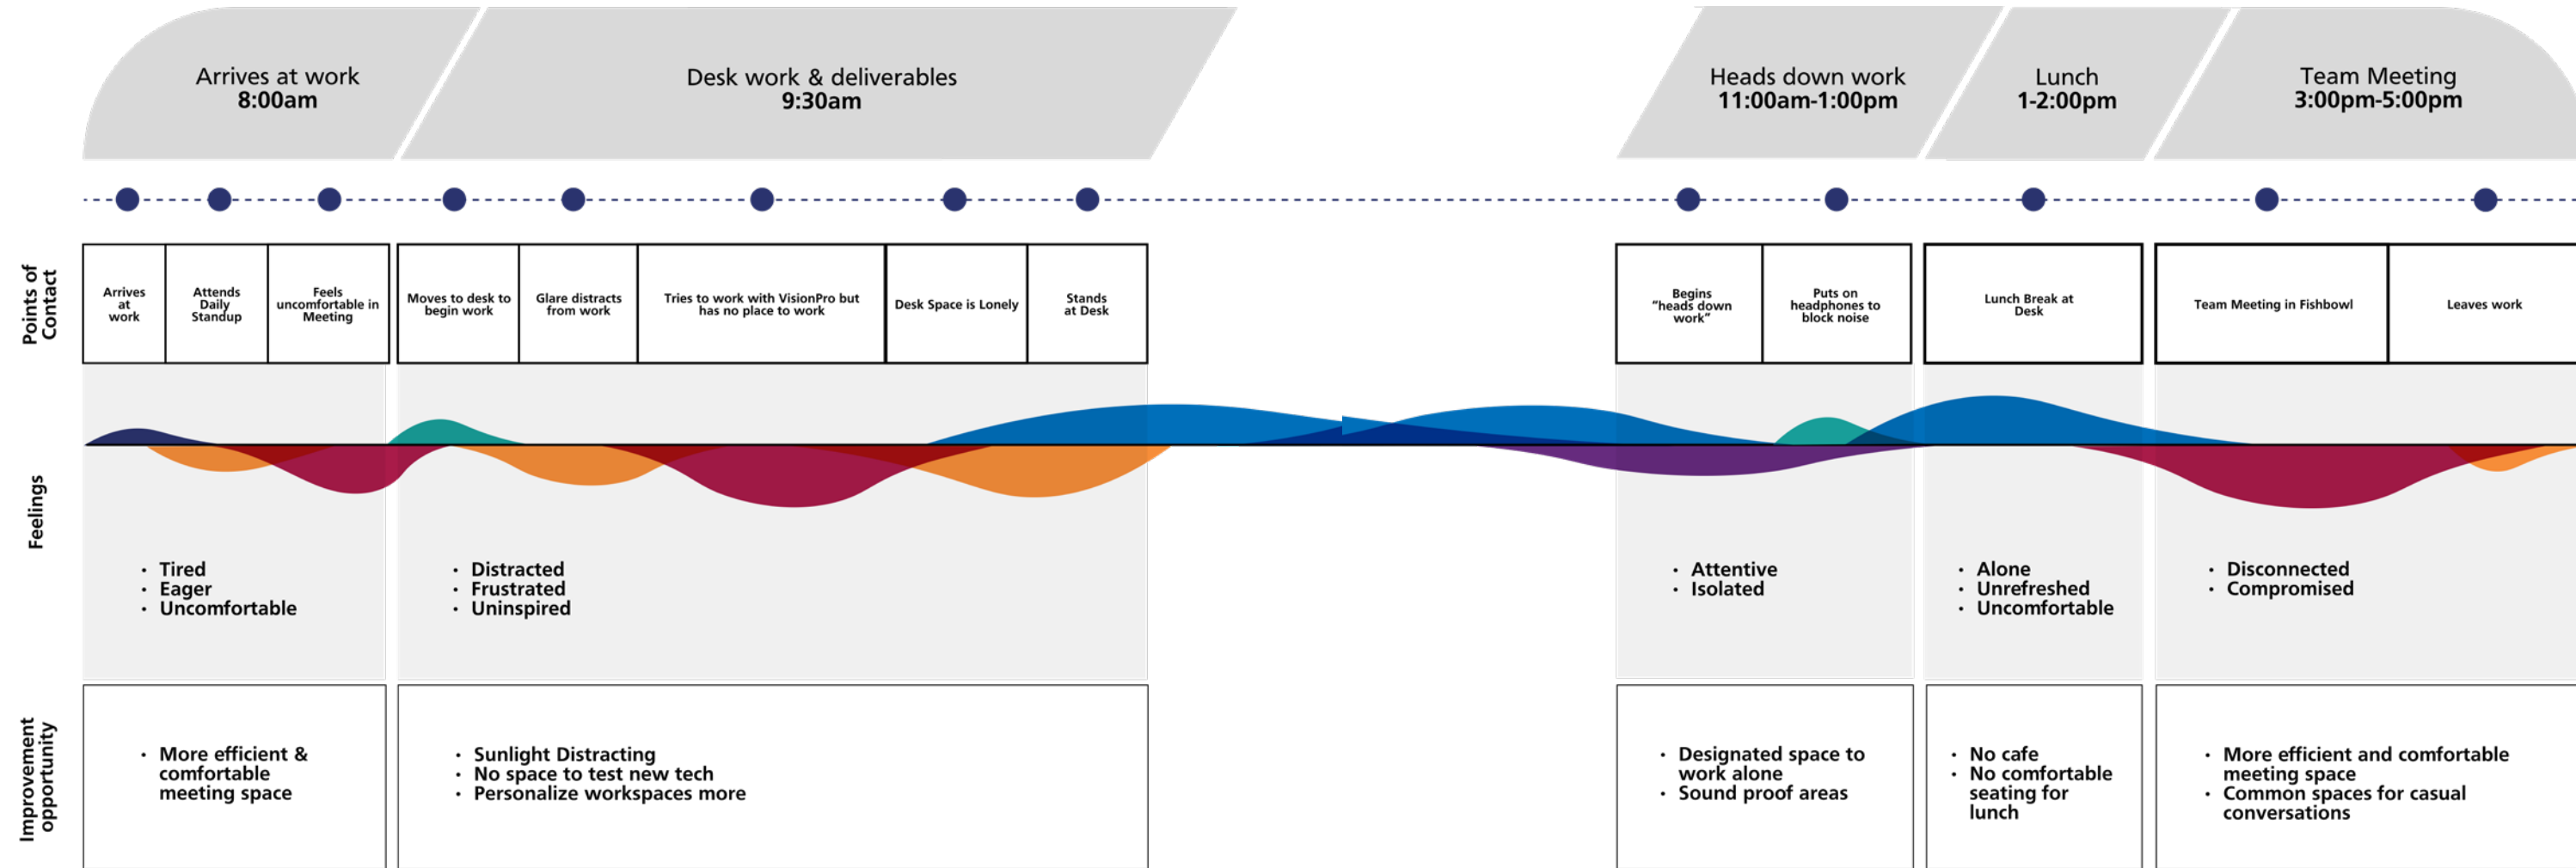 Arrives at work
8:00am
Desk work & deliverables
9:30am
Heads down work
11:00am-1:00pm
Lunch
1-2:00pm
Team Meeting
3:00pm-5:00pm
Points of
Contact
Arrives
at
work
Attends
Daily
Standup
Feels
uncomfortable in
Meeting
Moves to desk to
begin work
Glare distracts
from work
Tries to work with VisionPro but
has no place to work
Desk Space is Lonely
Stands
at Desk
Begins
"heads down
work"
Puts on
headphones to
block noise
Lunch Break at
Desk
Team Meeting in Fishbowl
Leaves work
Feelings
• Tired
• Eager
• Uncomfortable
• Distracted
• Frustrated
• Uninspired
• Attentive
• Isolated
• Alone
• Unrefreshed
• Uncomfortable
• Disconnected
• Compromised
Improvement
opportunity
• More efficient &
comfortable
meeting space
• Sunlight Distracting
• No space to test new tech
• Personalize workspaces more
• Designated space to
work alone
• Sound proof areas
• No cafe
• No comfortable
seating for
lunch
• More efficient and comfortable
meeting space
• Common spaces for casual
conversations